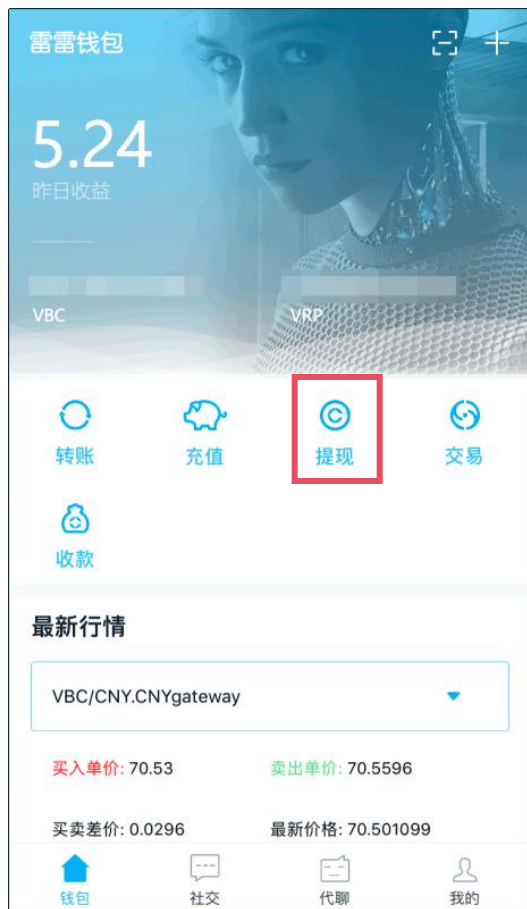 雷雷钱包
5.24
昨日收益
VBC VRP
转账 充值 提现 交易
收款
最新行情
VBC/CNY.CNYgateway
买入单价: 70.53 卖出单价: 70.5596
买卖差价: 0.0296 最新价格: 70.501099
钱包 社交 代聊 我的